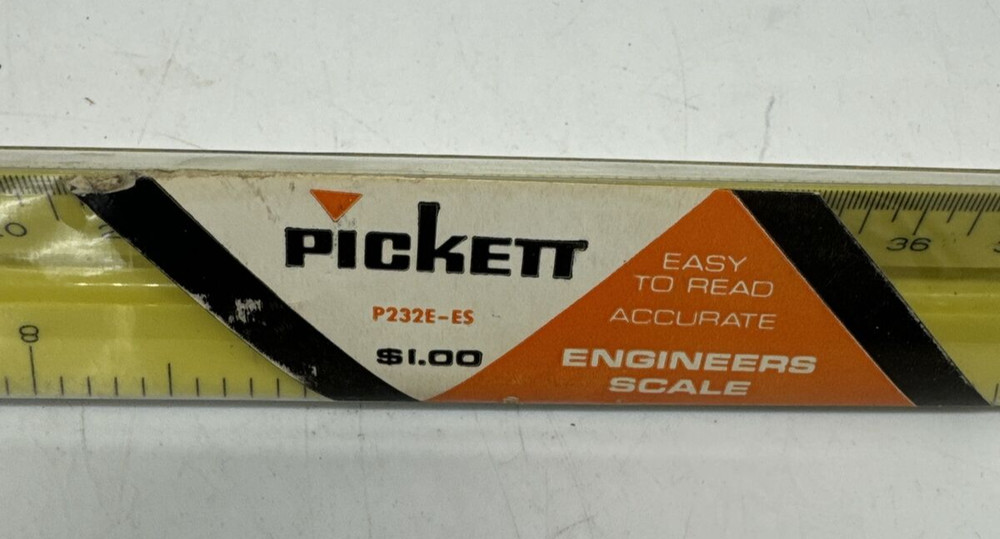 PICKETT
P232E-ES
$1.00
EASY
TO READ
ACCURATE
ENGINEERS
SCALE
36
8